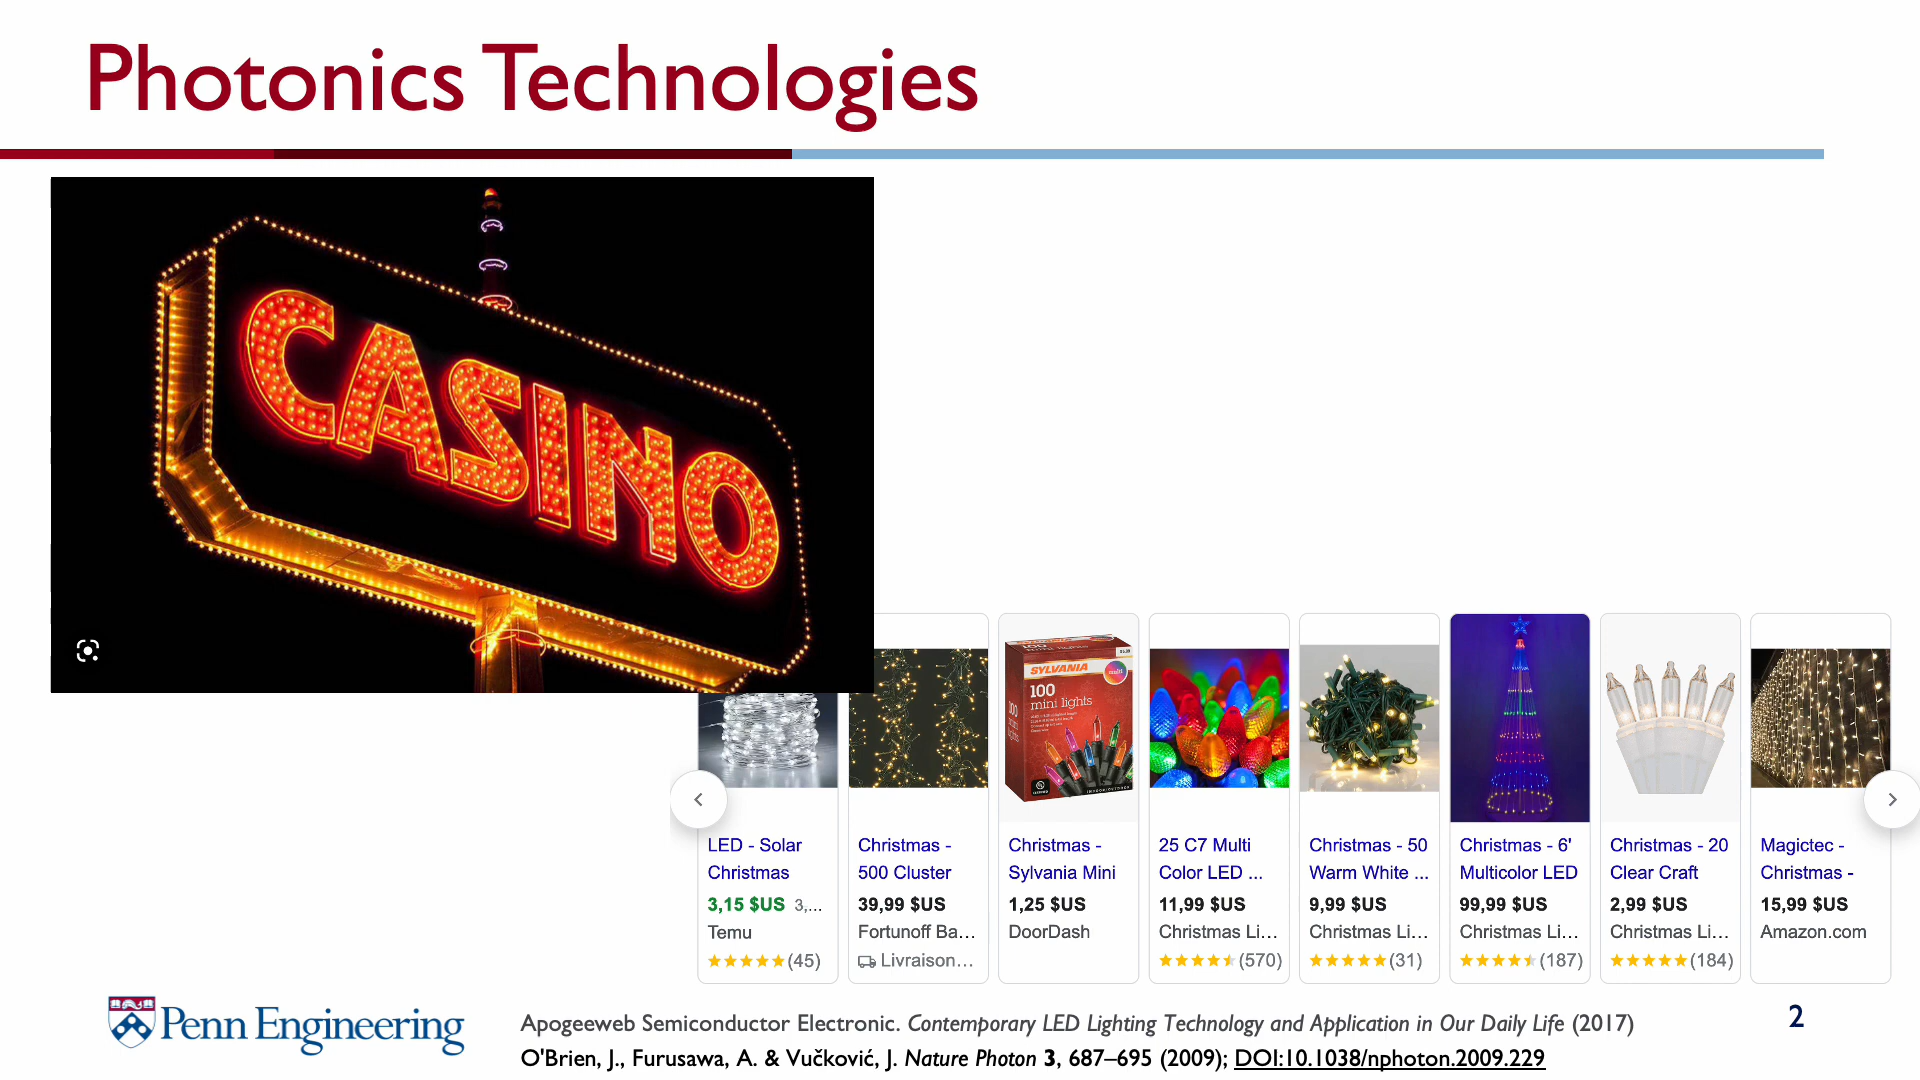 Photonics Technologies
CASINO
SYLVANIA
100
mini lights
LED - Solar
Christmas
3,15 $US 3,...
Temu
(45)
Christmas -
500 Cluster
39,99 $US
Fortunoff Ba...
Livraison...
Christmas -
Sylvania Mini
1,25 $US
DoorDash
25 C7 Multi
Color LED ...
11,99 $US
Christmas Li...
(570)
Christmas - 50
Warm White ...
9,99 $US
Christmas Li...
(31)
Christmas - 6'
Multicolor LED
99,99 $US
Christmas Li...
(187)
Christmas - 20
Clear Craft
2,99 $US
Christmas Li...
(184)
Magictec -
Christmas -
15,99 $US
Amazon.com
Penn Engineering
Apogeeweb Semiconductor Electronic. Contemporary LED Lighting Technology and Application in Our Daily Life (2017)
O'Brien, J., Furusawa, A. & Vučković, J. Nature Photon 3, 687–695 (2009); DOI:10.1038/nphoton.2009.229
2